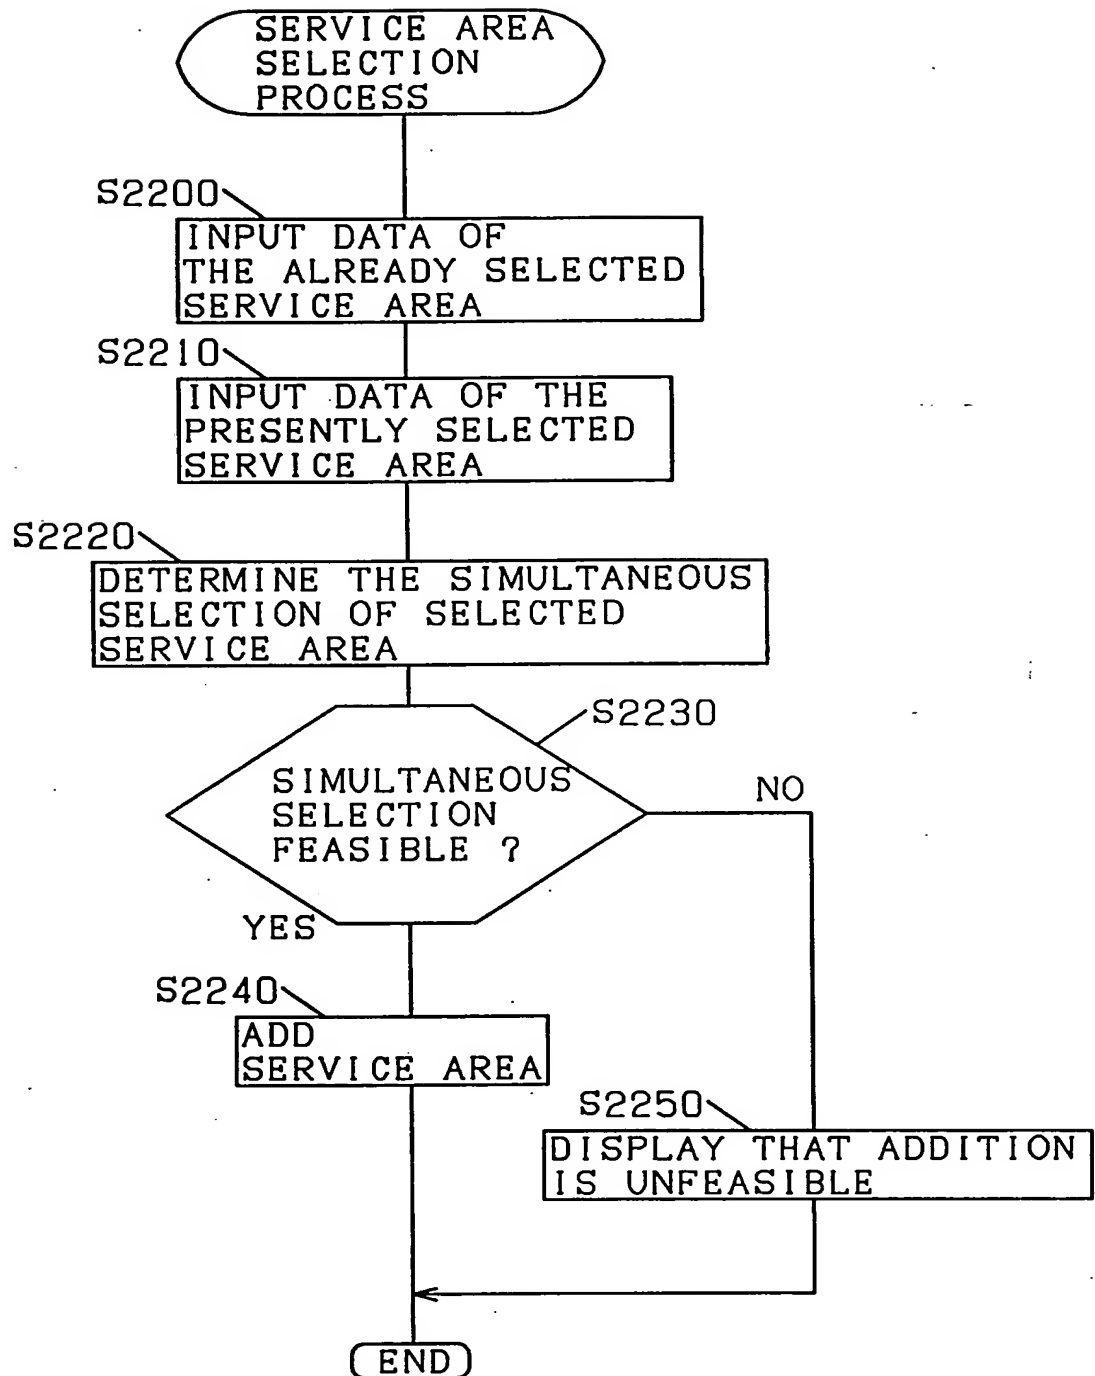 SERVICE AREA
SELECTION
PROCESS
S2200
INPUT DATA OF
THE ALREADY SELECTED
SERVICE AREA
S2210
INPUT DATA OF THE
PRESENTLY SELECTED
SERVICE AREA
S2220
DETERMINE THE SIMULTANEOUS
SELECTION OF SELECTED
SERVICE AREA
S2230
SIMULTANEOUS
SELECTION
FEASIBLE ?
NO
YES
S2240
ADD
SERVICE AREA
S2250
DISPLAY THAT ADDITION
IS UNFEASIBLE
END